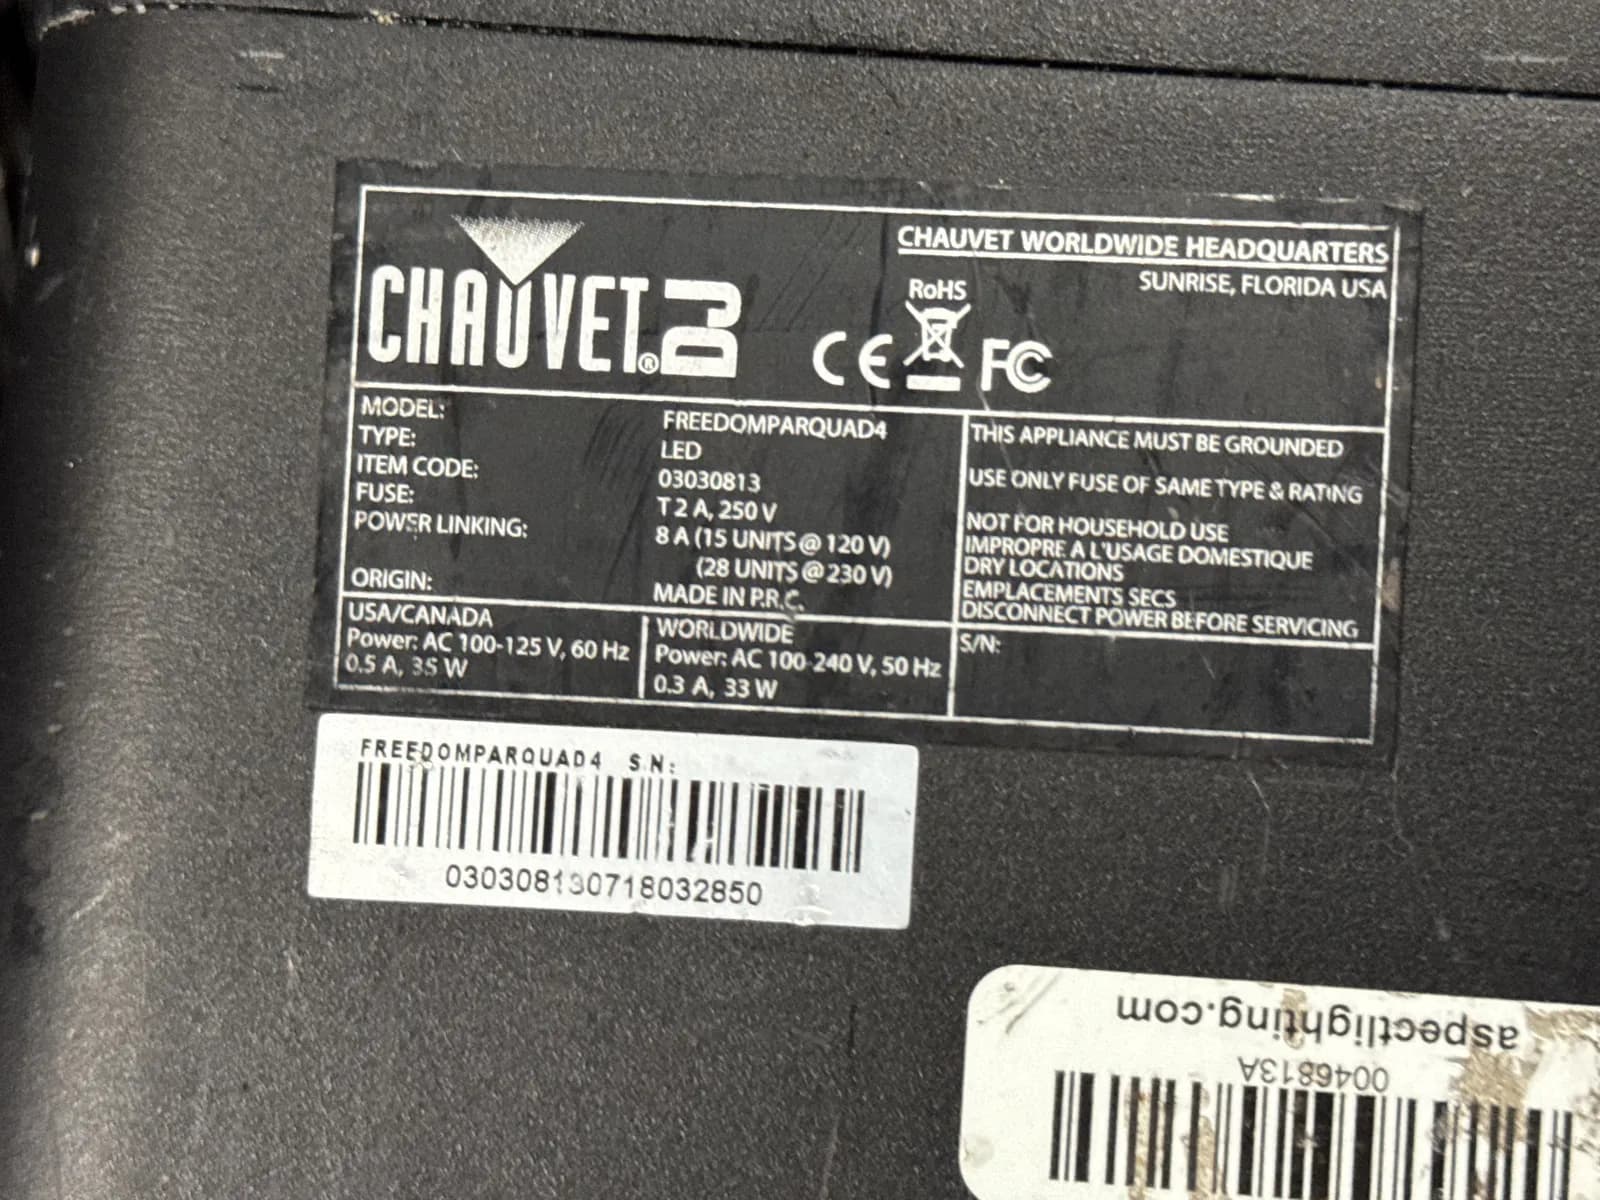 CHAUVET® DJ
CHAUVET WORLDWIDE HEADQUARTERS
SUNRISE, FLORIDA USA
RoHS
CE FC
MODEL: FREEDOMPARQUAD4
TYPE: LED
ITEM CODE: 03030813
FUSE: T 2 A, 250 V
POWER LINKING: 8 A (15 UNITS @ 120 V)
(28 UNITS @ 230 V)
ORIGIN: MADE IN P.R.C.
THIS APPLIANCE MUST BE GROUNDED
USE ONLY FUSE OF SAME TYPE & RATING
NOT FOR HOUSEHOLD USE
IMPROPRE A L'USAGE DOMESTIQUE
DRY LOCATIONS
EMPLACEMENTS SECS
DISCONNECT POWER BEFORE SERVICING
USA/CANADA
Power: AC 100-125 V, 60 Hz
0.5 A, 35 W
WORLDWIDE
Power: AC 100-240 V, 50 Hz
0.3 A, 33 W
S/N:
FREEDOMPARQUAD4 S.N:
030308130718032850
aspectlighting.com
0046813A